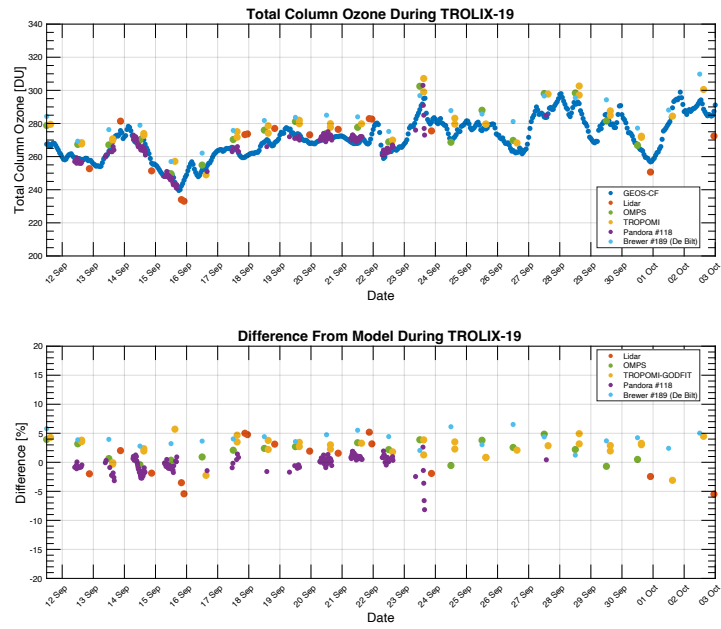 Total Column Ozone During TROLIX-19
Total Column Ozone [DU]
340
320
300
280
260
240
220
200
GEOS-CF
Lidar
OMPS
TROPOMI
Pandora #118
Brewer #189 (De Bilt)
12 Sep 13 Sep 14 Sep 15 Sep 16 Sep 17 Sep 18 Sep 19 Sep 20 Sep 21 Sep 22 Sep 23 Sep 24 Sep 25 Sep 26 Sep 27 Sep 28 Sep 29 Sep 30 Sep 01 Oct 02 Oct 03 Oct
Date
Difference From Model During TROLIX-19
Difference [%]
20
15
10
5
0
-5
-10
-15
-20
Lidar
OMPS
TROPOMI-GODFIT
Pandora #118
Brewer #189 (De Bilt)
12 Sep 13 Sep 14 Sep 15 Sep 16 Sep 17 Sep 18 Sep 19 Sep 20 Sep 21 Sep 22 Sep 23 Sep 24 Sep 25 Sep 26 Sep 27 Sep 28 Sep 29 Sep 30 Sep 01 Oct 02 Oct 03 Oct
Date